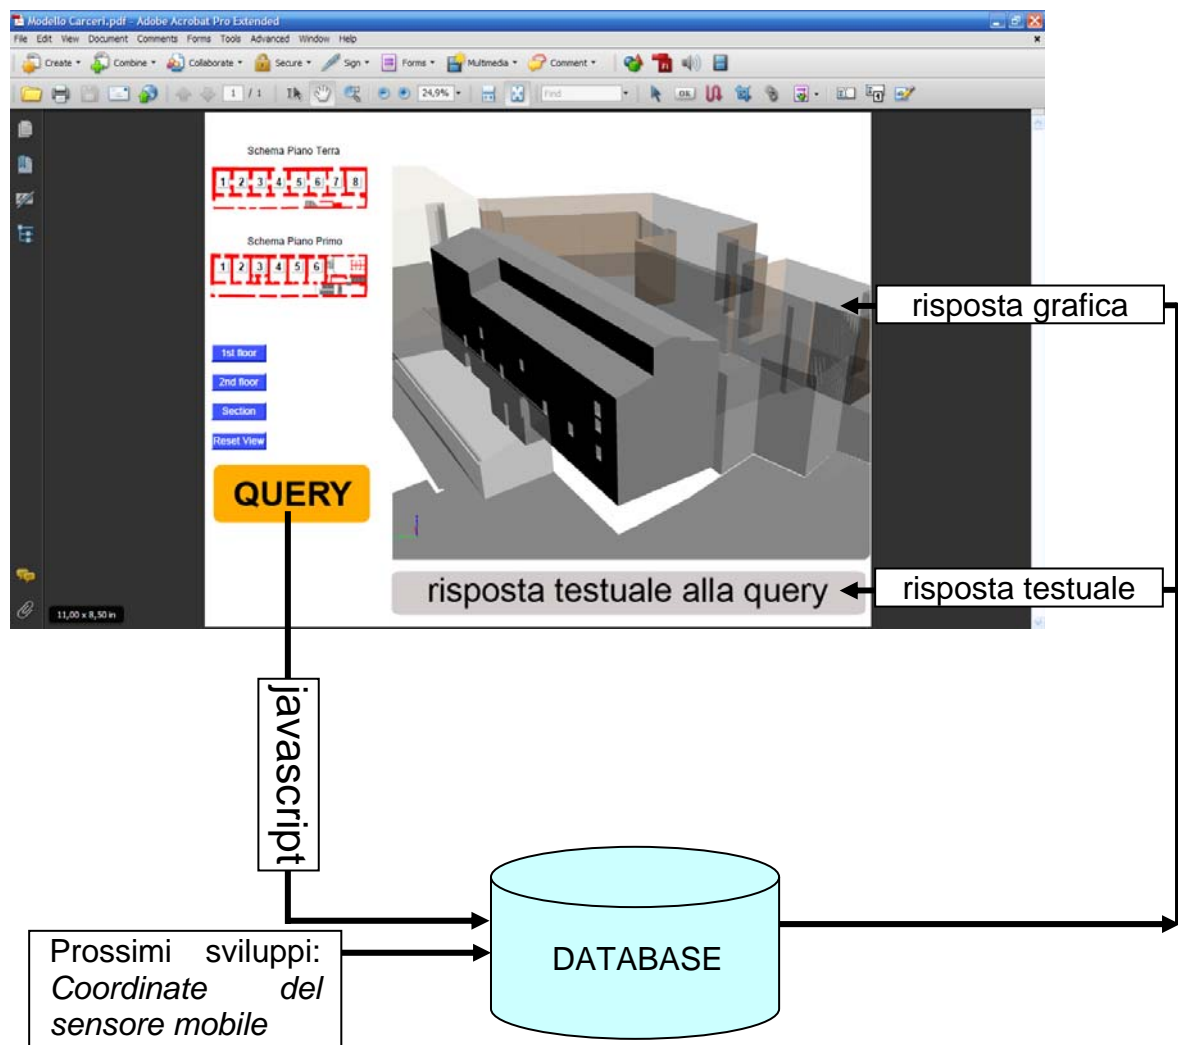 Modello Carceri.pdf - Adobe Acrobat Pro Extended
File Edit View Document Comments Forms Tools Advanced Window Help
Create Combine Collaborate Secure Sign Forms Multimedia Comment
1 / 1 24,9% Find
Schema Piano Terra
1 2 3 4 5 6 7 8
Schema Piano Primo
1 2 3 4 5 6
1st floor
2nd floor
Section
Reset View
QUERY
risposta grafica
risposta testuale alla query
risposta testuale
11,00 x 8,50 in
javascript
DATABASE
Prossimi sviluppi:
Coordinate del
sensore mobile